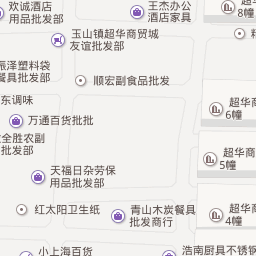 欢诚酒店
用品批发部
王杰办公
酒店家具
8幢
玉山镇超华商贸城
友谊批发部
振泽塑料袋
餐具批发部
顺宏副食品批发
东调味
超华商
6幢
万通百货批批
全胜农副
品批发部
超华商
5幢
天福日杂劳保
用品批发部
红太阳卫生纸
青山木炭餐具
批发商行
超华商
4幢
小上海百货
浩南厨具不锈钢